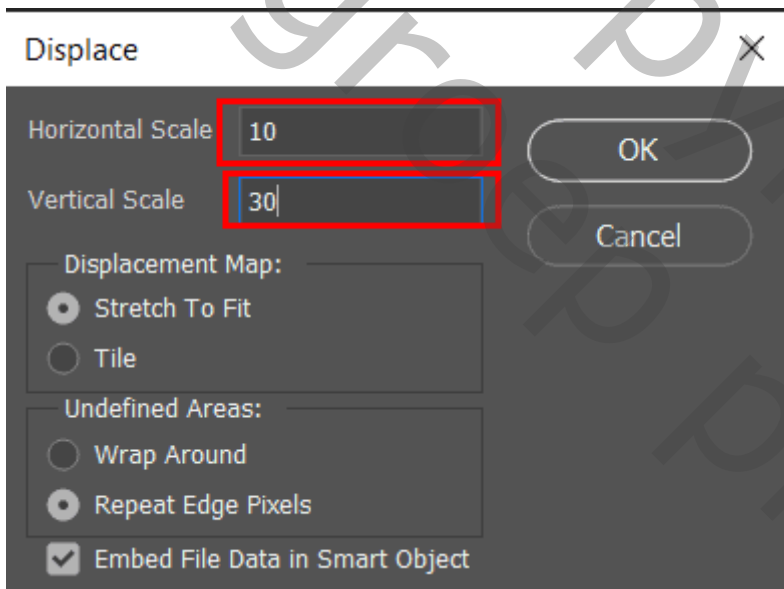 Displace
Horizontal Scale 10
OK
Vertical Scale 30
Cancel
Displacement Map:
Stretch To Fit
Tile
Undefined Areas:
Wrap Around
Repeat Edge Pixels
Embed File Data in Smart Object